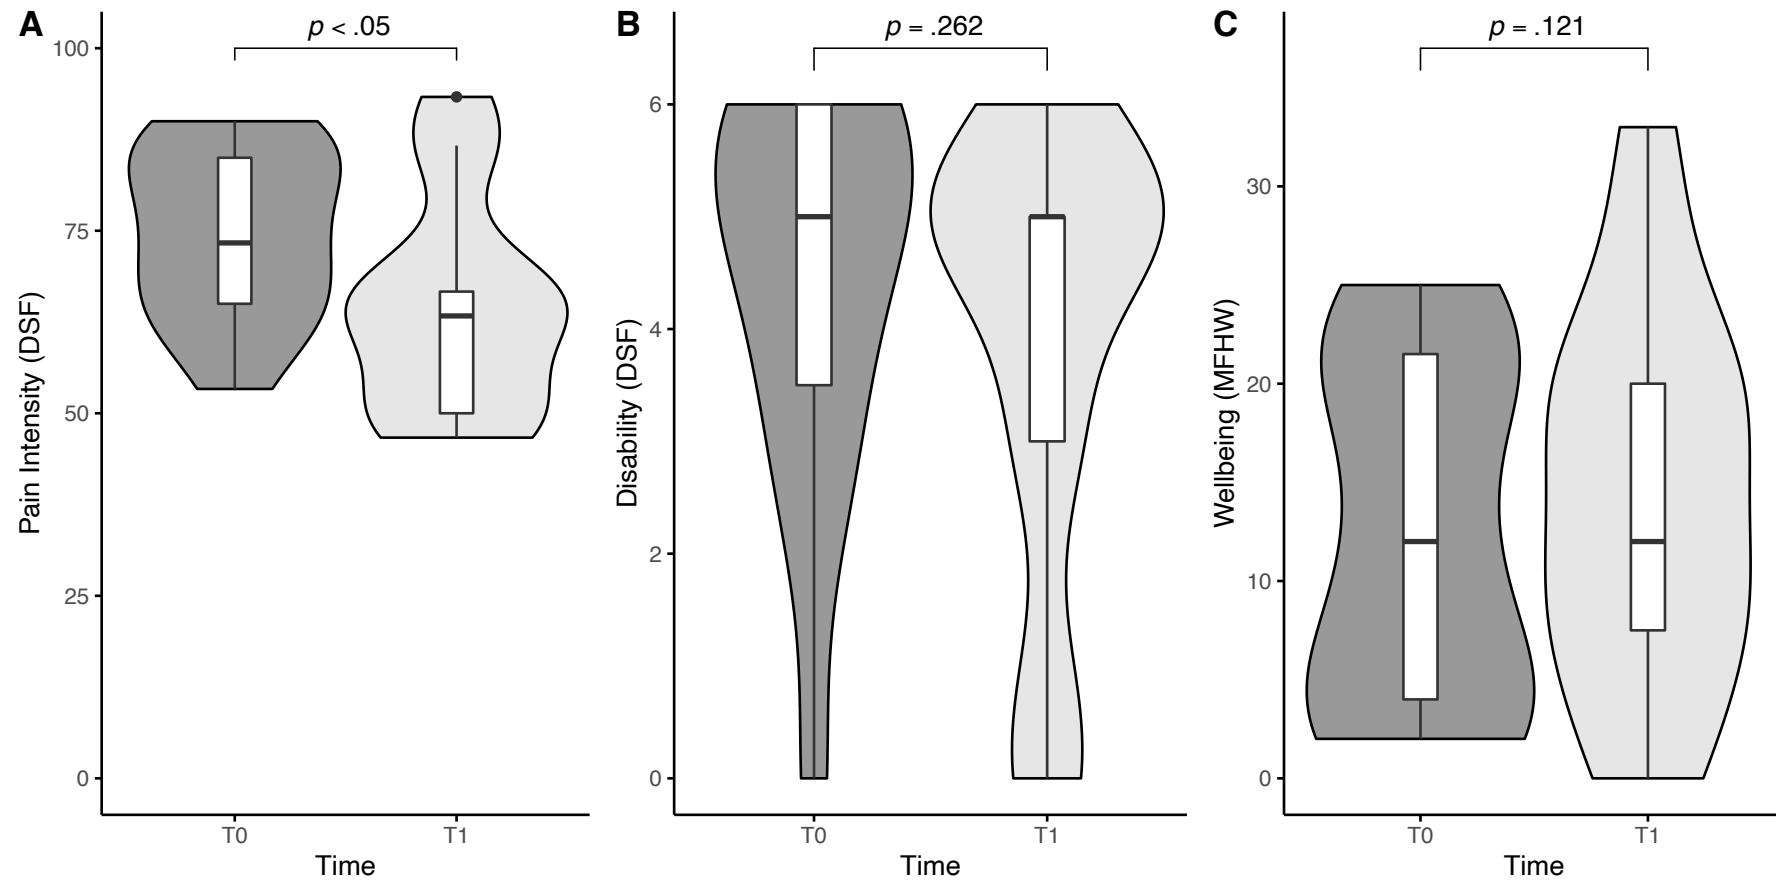 A
p < .05
100
75
50
25
0
Pain Intensity (DSF)
T0
T1
Time
B
p = .262
6
4
2
0
Disability (DSF)
T0
T1
Time
C
p = .121
30
20
10
0
Wellbeing (MFHW)
T0
T1
Time